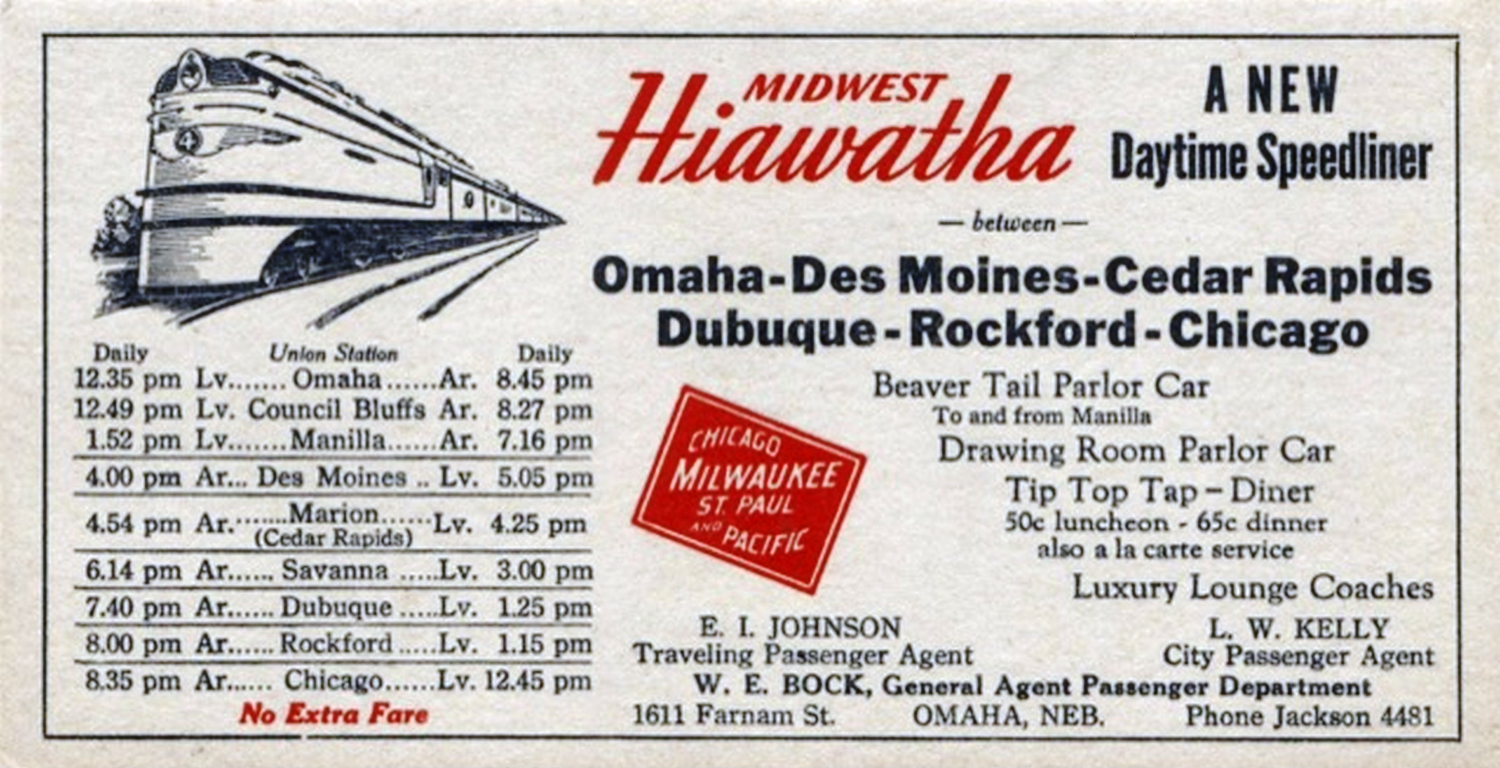 MIDWEST
Hiawatha
A NEW
Daytime Speedliner
— between —
Omaha-Des Moines-Cedar Rapids
Dubuque-Rockford-Chicago
Daily Union Station Daily
12.35 pm Lv....... Omaha......Ar. 8.45 pm
12.49 pm Lv. Council Bluffs Ar. 8.27 pm
1.52 pm Lv.......Manilla......Ar. 7.16 pm
4.00 pm Ar... Des Moines .. Lv. 5.05 pm
4.54 pm Ar.......Marion......Lv. 4.25 pm
(Cedar Rapids)
6.14 pm Ar...... Savanna .....Lv. 3.00 pm
7.40 pm Ar...... Dubuque .....Lv. 1.25 pm
8.00 pm Ar...... Rockford .....Lv. 1.15 pm
8.35 pm Ar...... Chicago......Lv. 12.45 pm
No Extra Fare
CHICAGO
MILWAUKEE
ST. PAUL
AND PACIFIC
Beaver Tail Parlor Car
To and from Manilla
Drawing Room Parlor Car
Tip Top Tap - Diner
50c luncheon - 65c dinner
also a la carte service
Luxury Lounge Coaches
E. I. JOHNSON
Traveling Passenger Agent
L. W. KELLY
City Passenger Agent
W. E. BOCK, General Agent Passenger Department
1611 Farnam St. OMAHA, NEB. Phone Jackson 4481